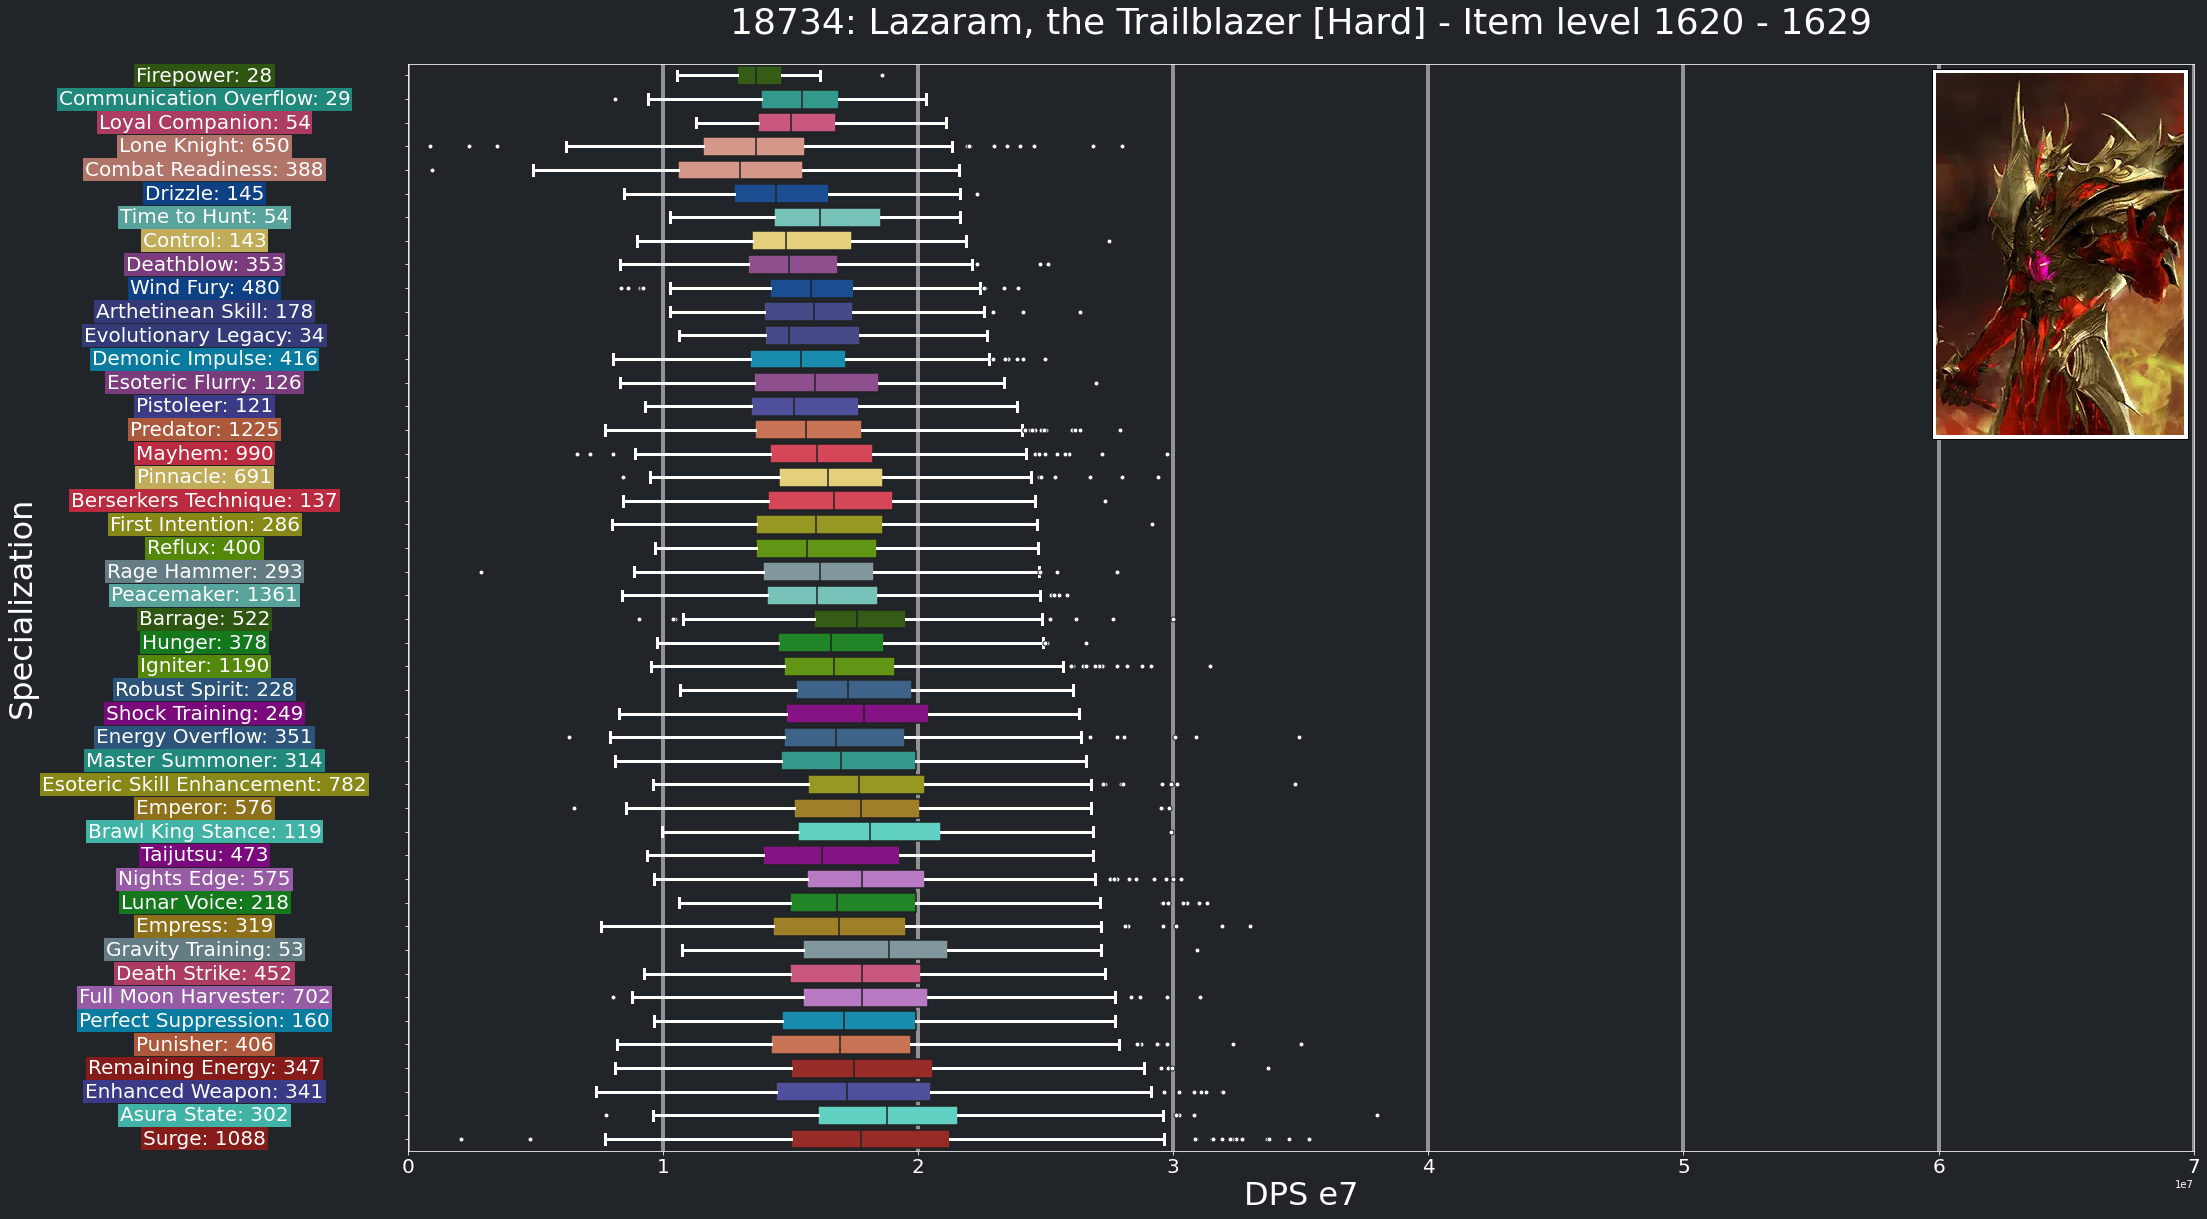 18734: Lazaram, the Trailblazer [Hard] - Item level 1620 - 1629
Firepower: 28
Communication Overflow: 29
Loyal Companion: 54
Lone Knight: 650
Combat Readiness: 388
Drizzle: 145
Time to Hunt: 54
Control: 143
Deathblow: 353
Wind Fury: 480
Arthetinean Skill: 178
Evolutionary Legacy: 34
Demonic Impulse: 416
Esoteric Flurry: 126
Pistoleer: 121
Predator: 1225
Mayhem: 990
Pinnacle: 691
Berserkers Technique: 137
First Intention: 286
Reflux: 400
Rage Hammer: 293
Peacemaker: 1361
Barrage: 522
Hunger: 378
Igniter: 1190
Robust Spirit: 228
Shock Training: 249
Energy Overflow: 351
Master Summoner: 314
Esoteric Skill Enhancement: 782
Emperor: 576
Brawl King Stance: 119
Taijutsu: 473
Nights Edge: 575
Lunar Voice: 218
Empress: 319
Gravity Training: 53
Death Strike: 452
Full Moon Harvester: 702
Perfect Suppression: 160
Punisher: 406
Remaining Energy: 347
Enhanced Weapon: 341
Asura State: 302
Surge: 1088
Specialization
0 1 2 3 4 5 6 7
DPS e7
1e7